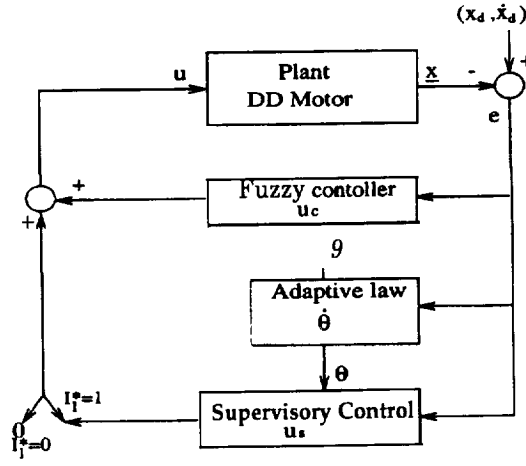 (x_d ,ẋ_d)
Plant
DD Motor
u
x
-
+
e
+
Fuzzy contoller
u_c
+
9
Adaptive law
θ̇
θ
I₁*=1
Supervisory Control
u_s
0
I₁*=0